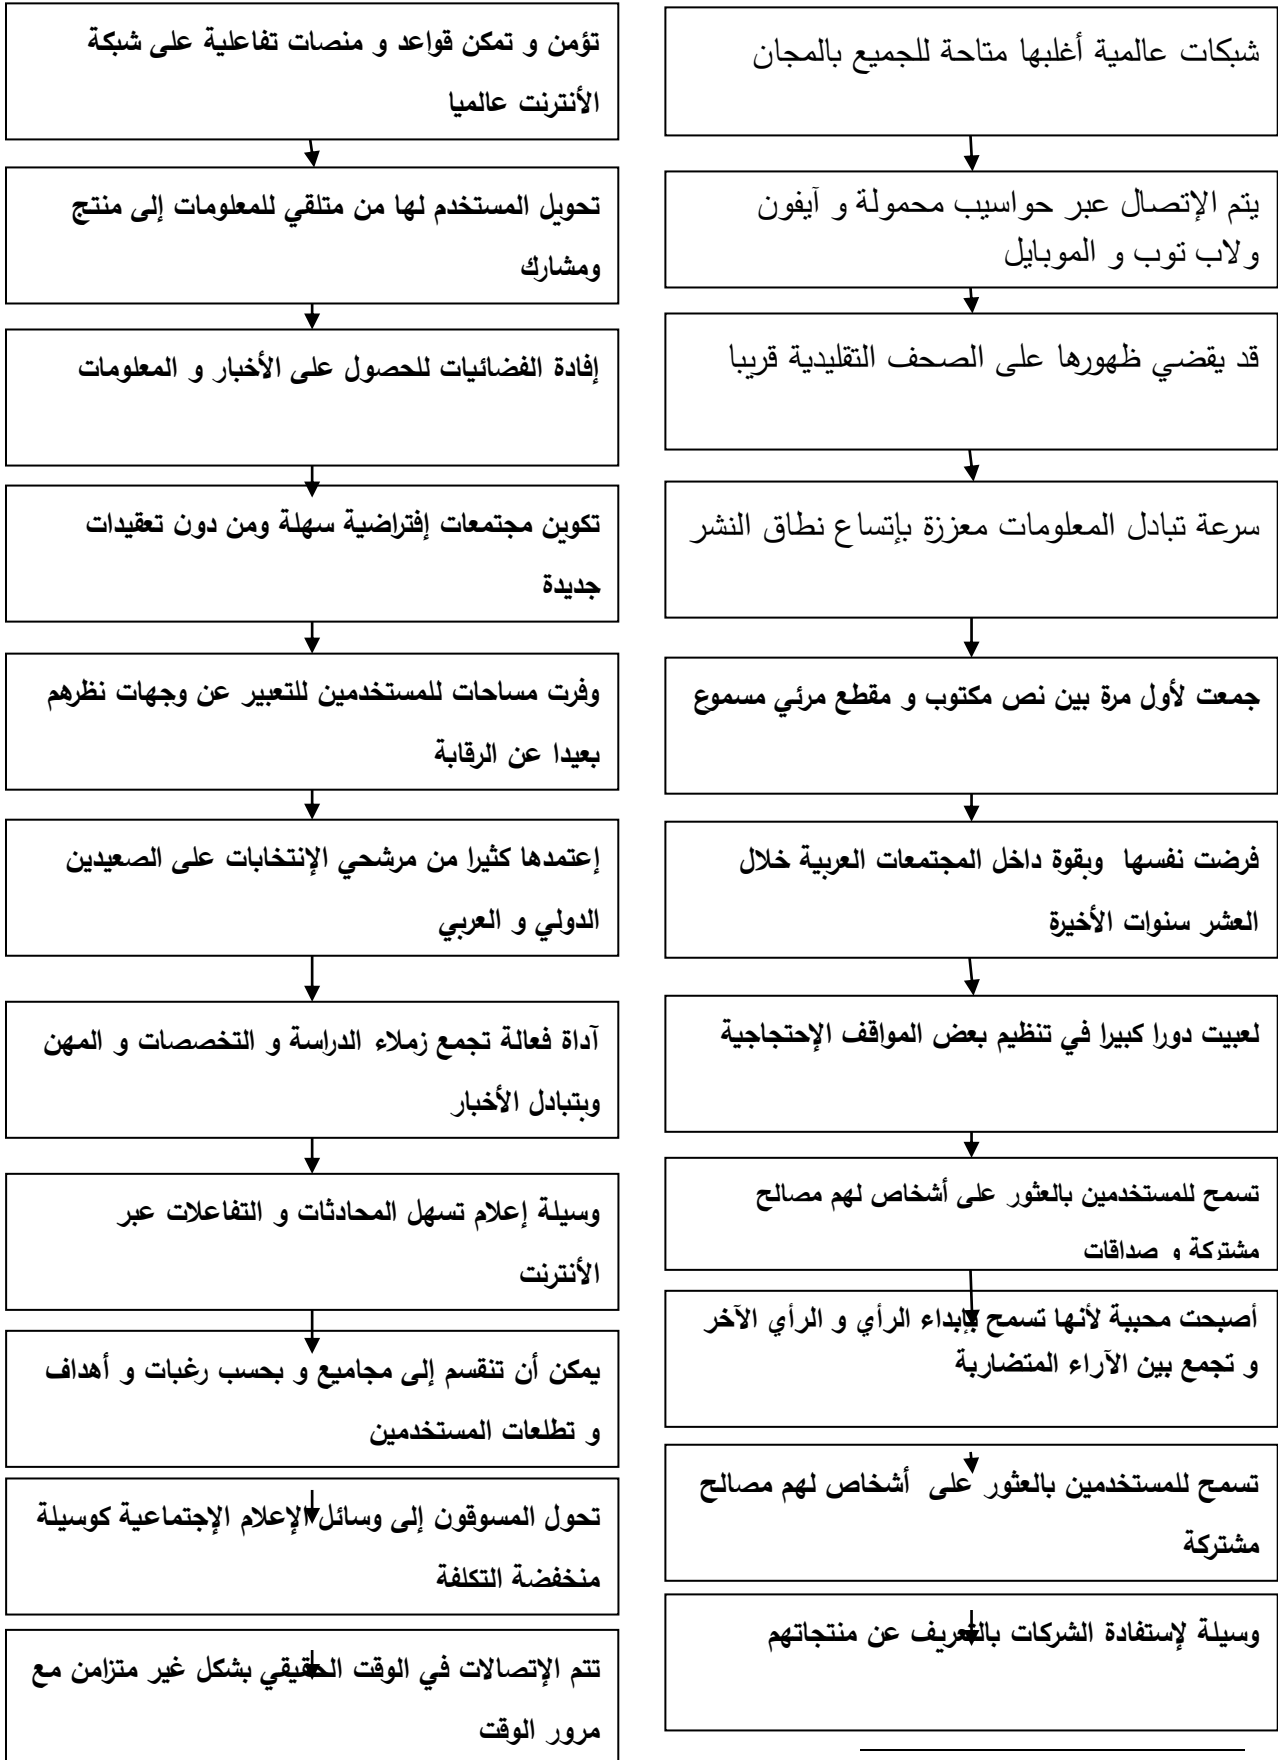 شبكات عالمية أغلبها متاحة للجميع بالمجان
يتم الإتصال عبر حواسيب محمولة و آيفون
ولاب توب و الموبايل
قد يقضي ظهورها على الصحف التقليدية قريبا
سرعة تبادل المعلومات معززة بإتساع نطاق النشر
جمعت لأول مرة بين نص مكتوب و مقطع مرئي مسموع
فرضت نفسها وبقوة داخل المجتمعات العربية خلال
العشر سنوات الأخيرة
لعبيت دورا كبيرا في تنظيم بعض المواقف الإحتجاجية
تسمح للمستخدمين بالعثور على أشخاص لهم مصالح
مشتركة و صداقات
أصبحت محببة لأنها تسمح بإبداء الرأي و الرأي الآخر
و تجمع بين الآراء المتضاربة
تسمح للمستخدمين بالعثور على أشخاص لهم مصالح
مشتركة
وسيلة لإستفادة الشركات بالتعريف عن منتجاتهم
تؤمن و تمكن قواعد و منصات تفاعلية على شبكة
الأنترنت عالميا
تحويل المستخدم لها من متلقي للمعلومات إلى منتج
ومشارك
إفادة الفضائيات للحصول على الأخبار و المعلومات
تكوين مجتمعات إفتراضية سهلة ومن دون تعقيدات
جديدة
وفرت مساحات للمستخدمين للتعبير عن وجهات نظرهم
بعيدا عن الرقابة
إعتمدها كثيرا من مرشحي الإنتخابات على الصعيدين
الدولي و العربي
آداة فعالة تجمع زملاء الدراسة و التخصصات و المهن
ويتبادل الأخبار
وسيلة إعلام تسهل المحادثات و التفاعلات عبر
الأنترنت
يمكن أن تنقسم إلى مجاميع و بحسب رغبات و أهداف
و تطلعات المستخدمين
تحول المسوقون إلى وسائل الإعلام الإجتماعية كوسيلة
منخفضة التكلفة
تتم الإتصالات في الوقت الحقيقي بشكل غير متزامن مع
مرور الوقت